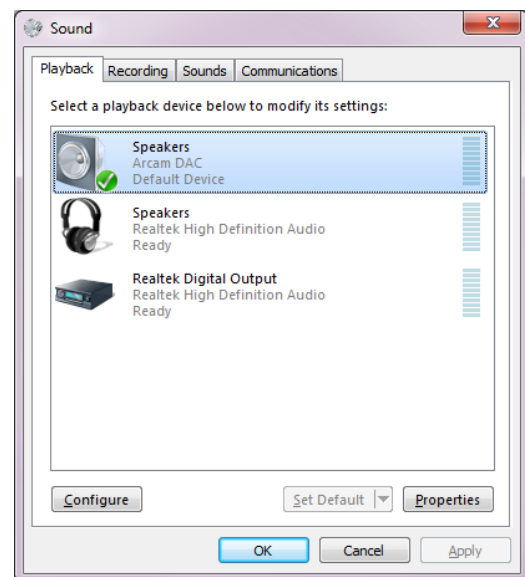 Sound
Playback Recording Sounds Communications
Select a playback device below to modify its settings:
Speakers
Arcam DAC
Default Device
Speakers
Realtek High Definition Audio
Ready
Realtek Digital Output
Realtek High Definition Audio
Ready
Configure Set Default Properties
OK Cancel Apply